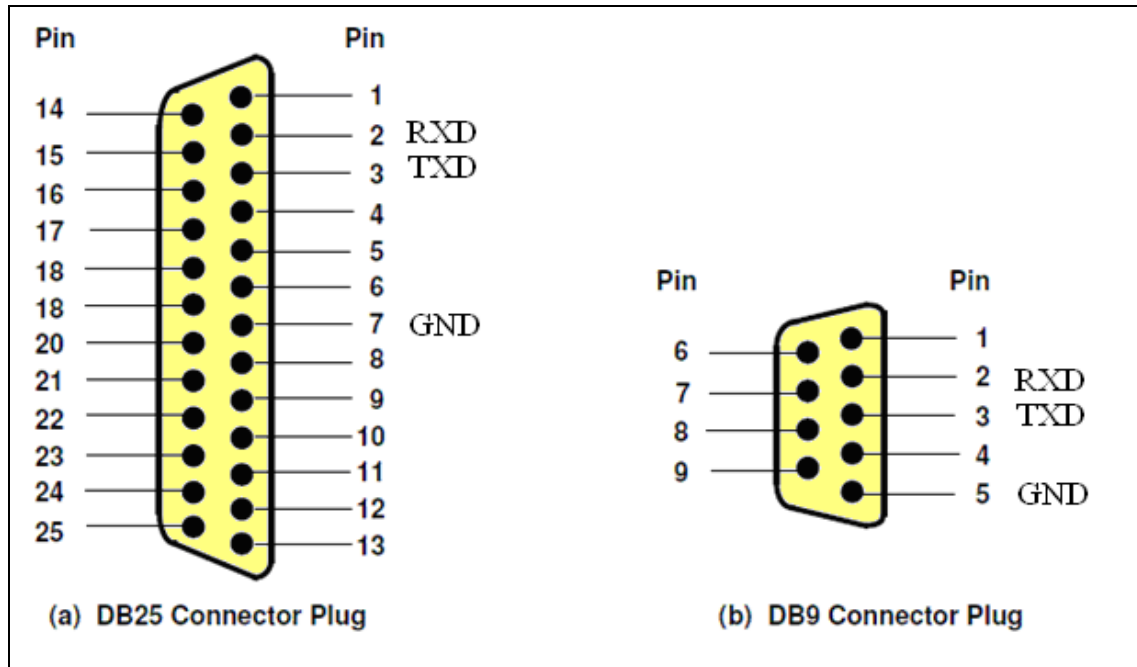 Pin Pin
1
14
2 RXD
15
3 TXD
16
4
17
5
18
6
18
7 GND
20
8
21
9
22
10
23
11
24
12
25
13
(a) DB25 Connector Plug
Pin Pin
1
6
2 RXD
7
3 TXD
8
4
9
5 GND
(b) DB9 Connector Plug